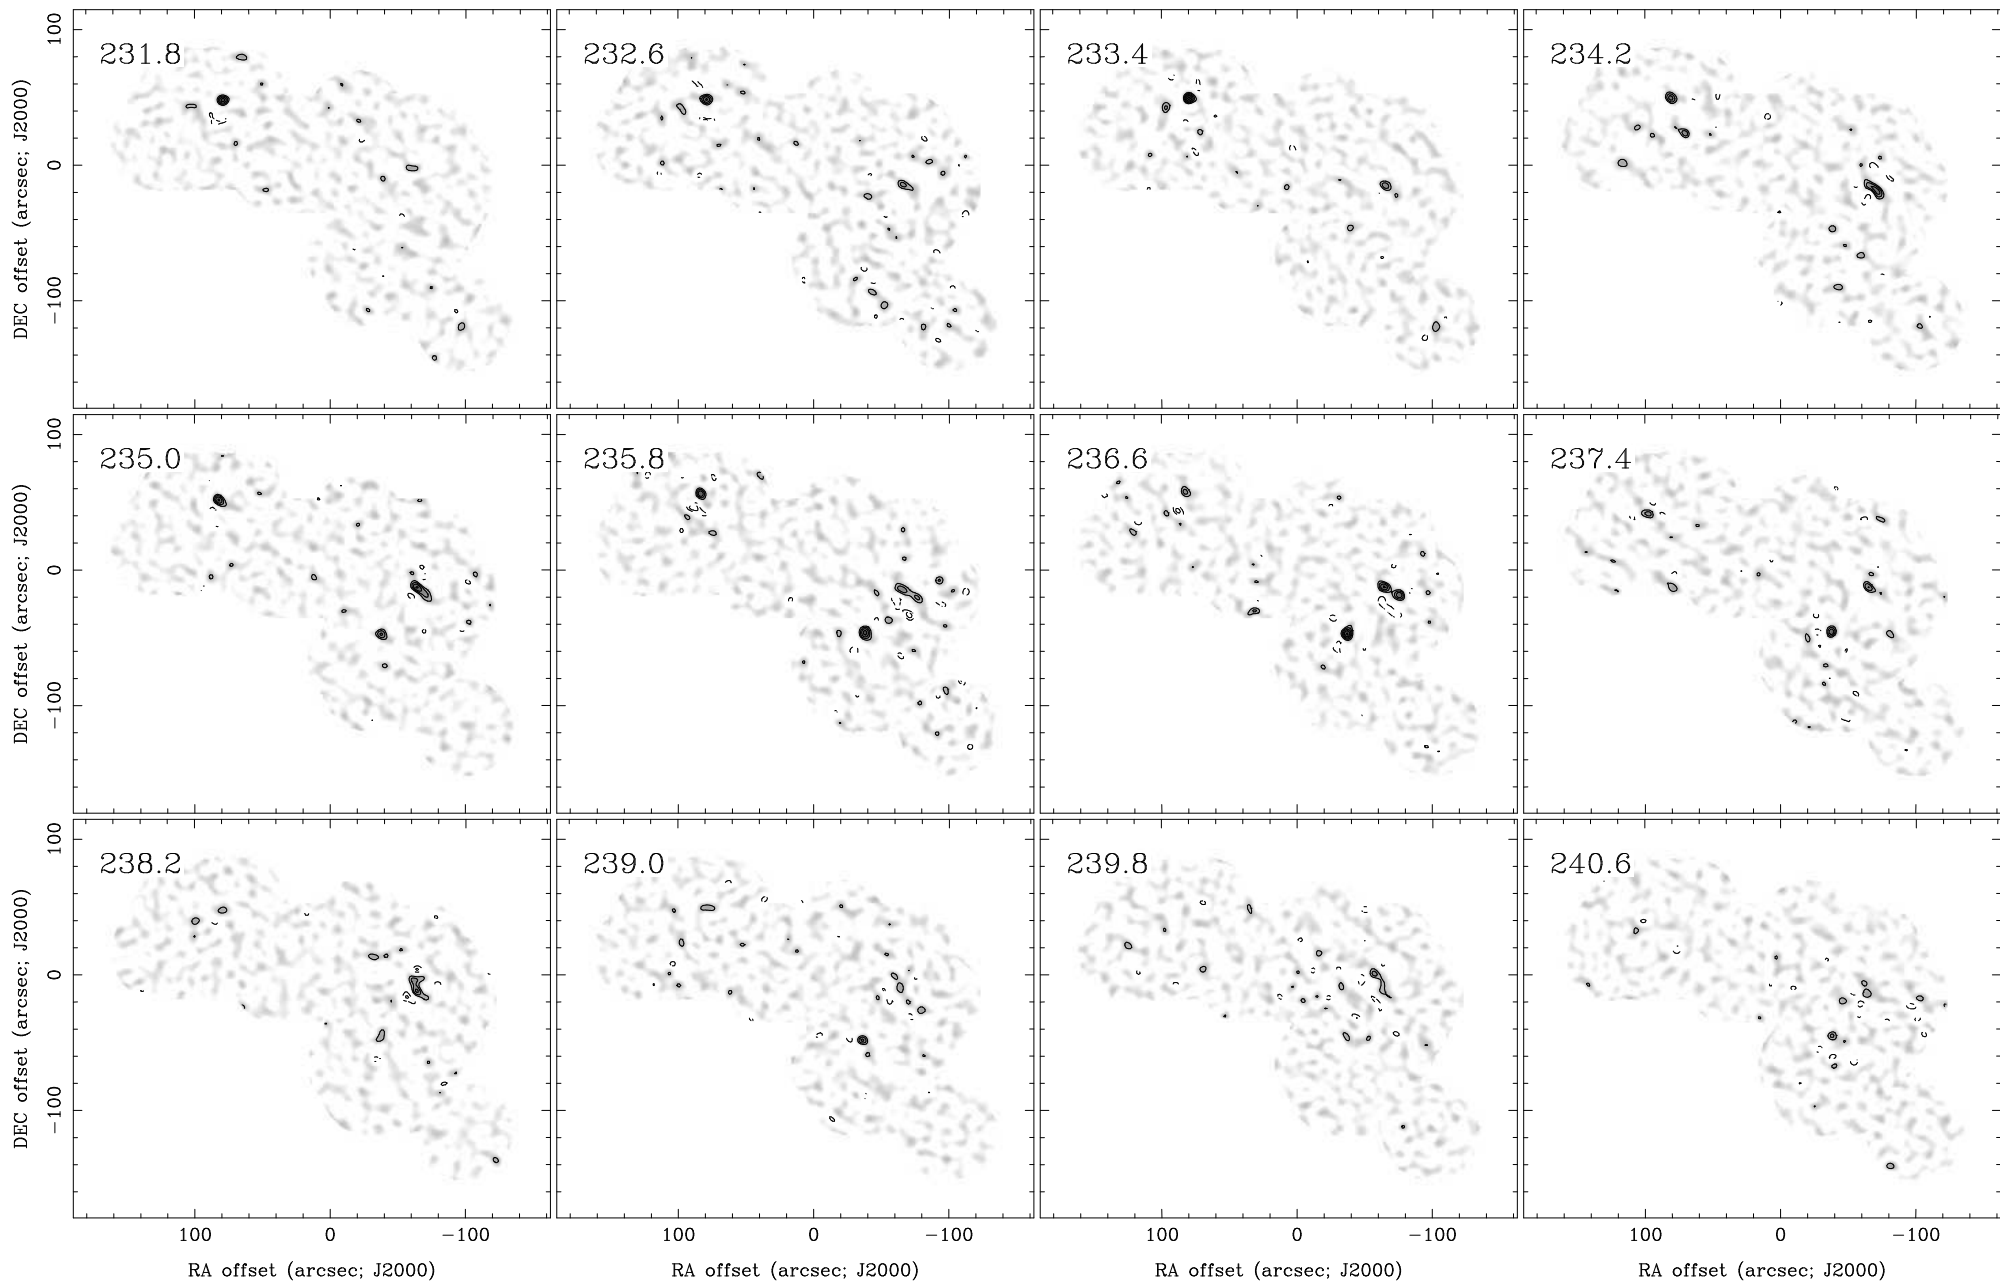 231.8 232.6 233.4 234.2
100
0
−100
DEC offset (arcsec; J2000)
235.0 235.8 236.6 237.4
100
0
−100
DEC offset (arcsec; J2000)
238.2 239.0 239.8 240.6
100
0
−100
DEC offset (arcsec; J2000)
100 0 −100 100 0 −100 100 0 −100 100 0 −100
RA offset (arcsec; J2000) RA offset (arcsec; J2000) RA offset (arcsec; J2000) RA offset (arcsec; J2000)